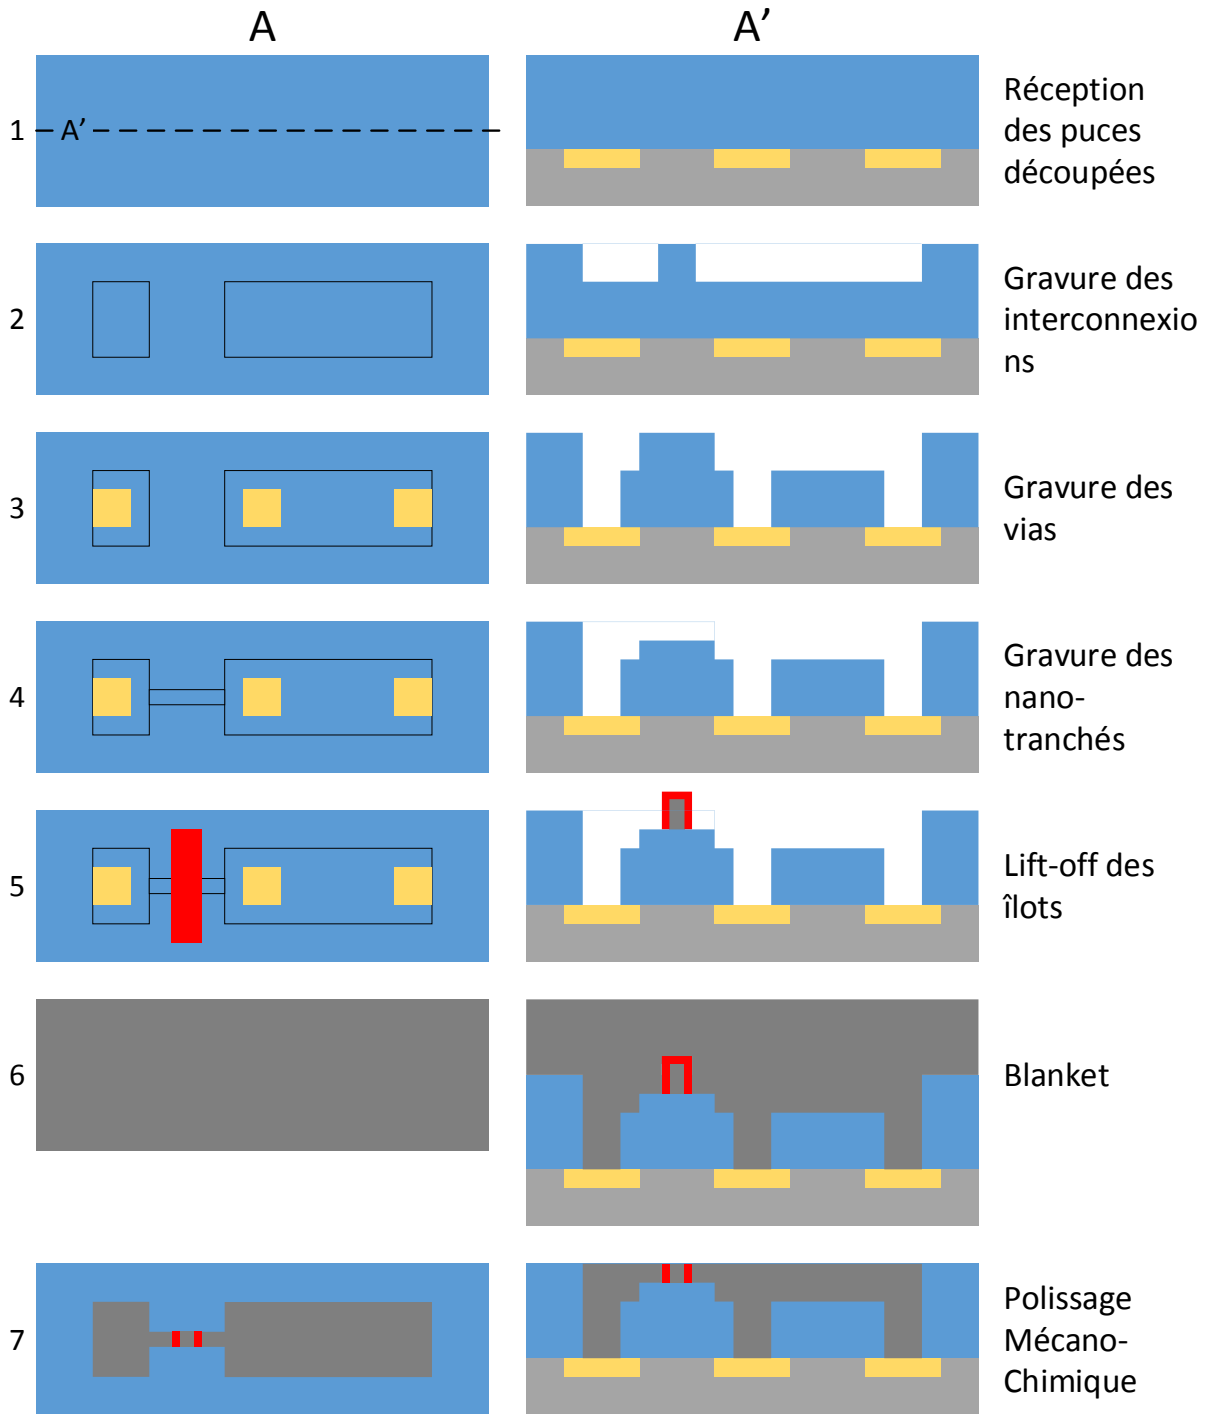 A A’
1 A’ Réception
des puces
découpées
2 Gravure des
interconnexio
ns
3 Gravure des
vias
4 Gravure des
nano-
tranchés
5 Lift-off des
îlots
6 Blanket
7 Polissage
Mécano-
Chimique